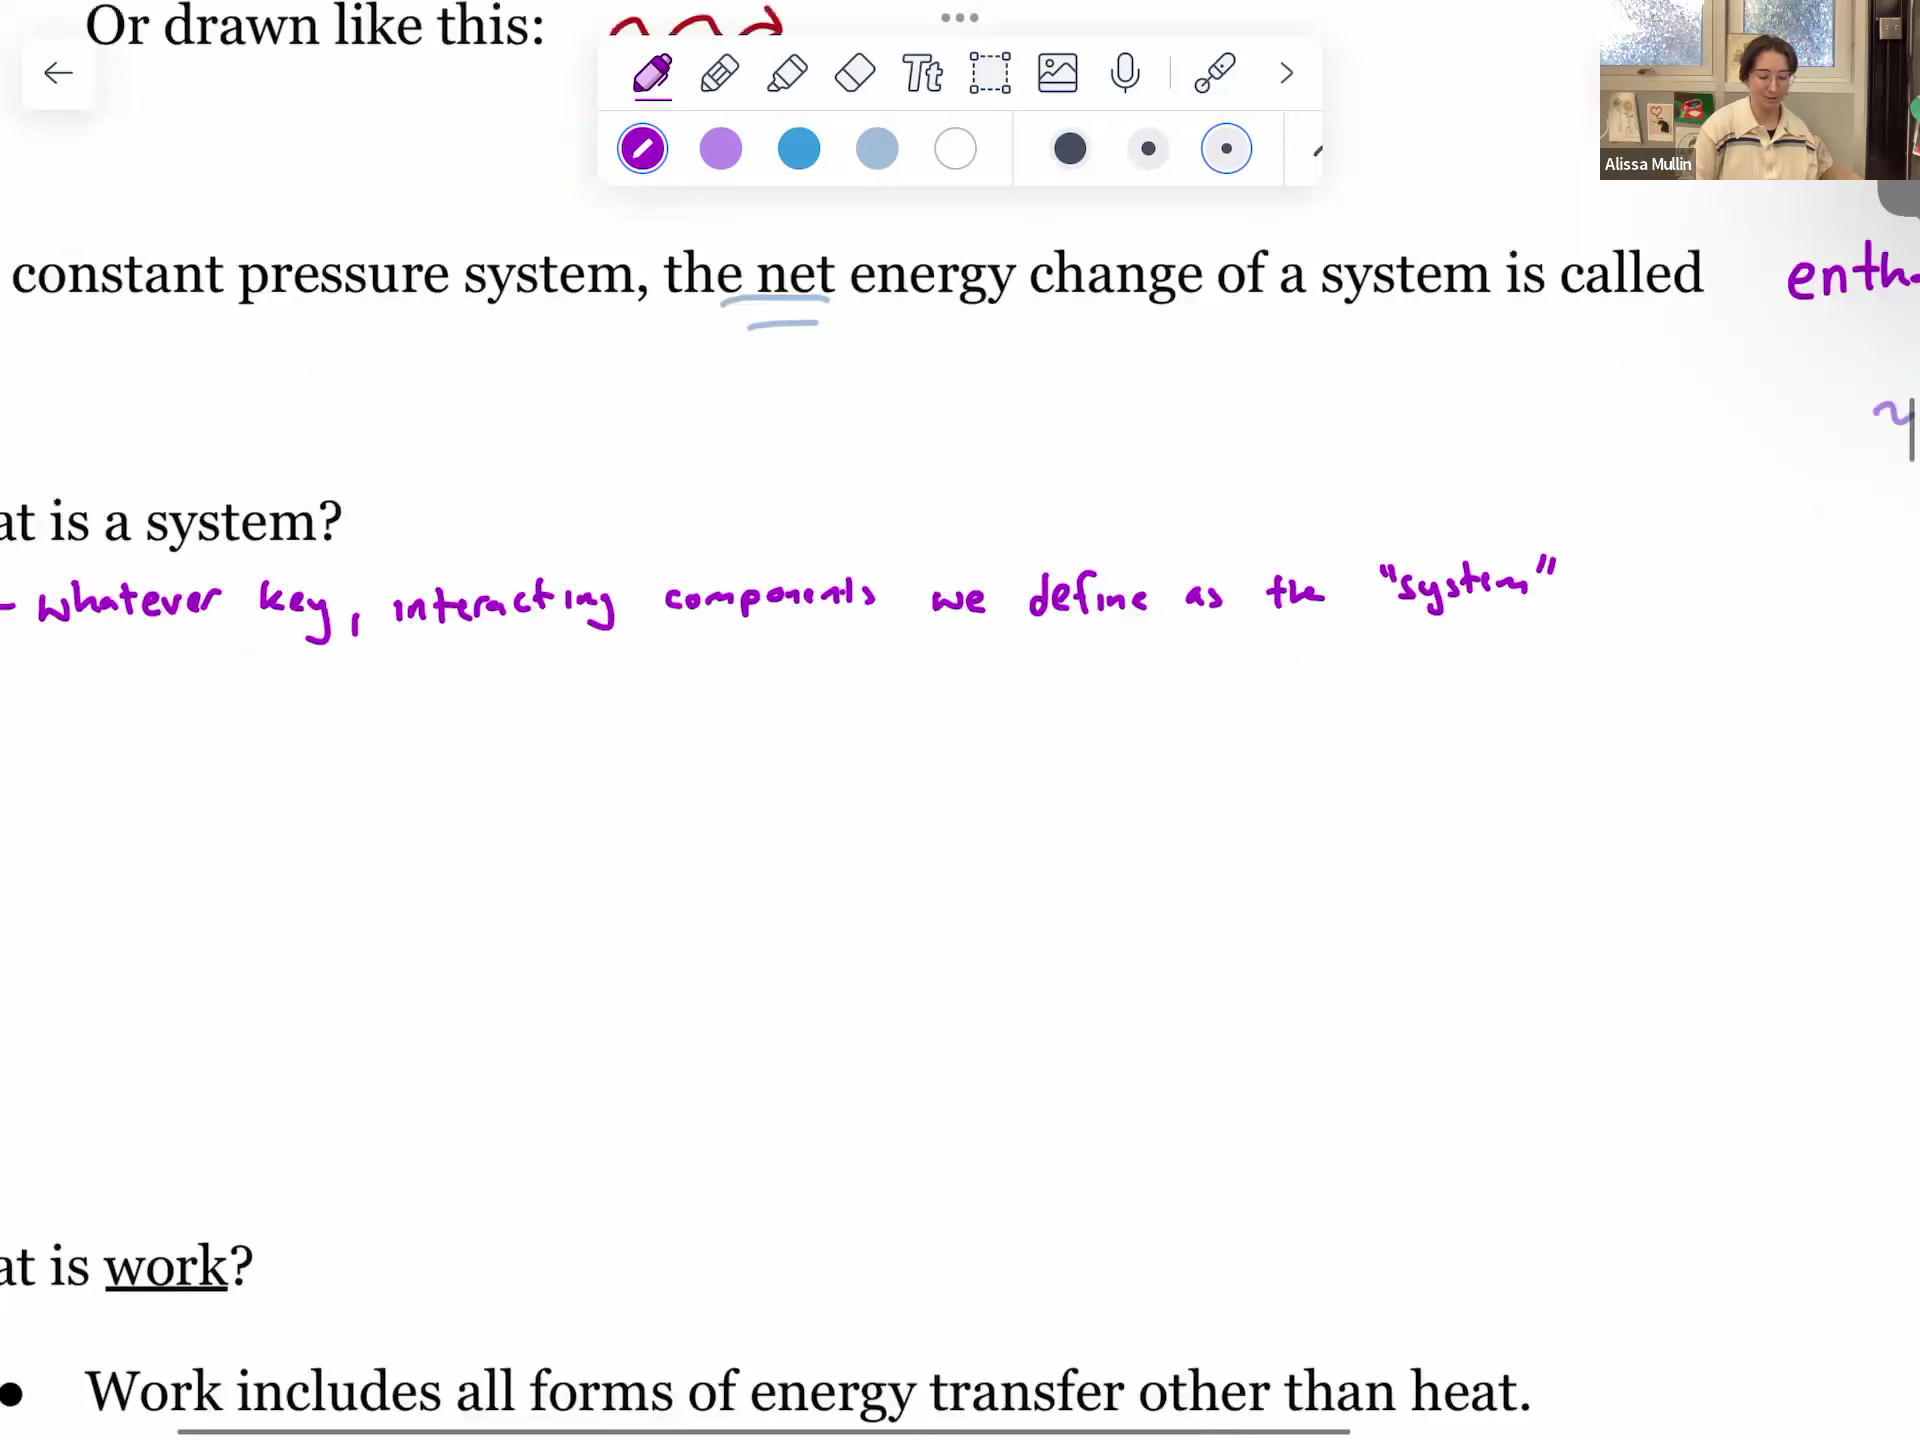 Or drawn like this:
Tt
Alissa Mullin
constant pressure system, the net energy change of a system is called enth
at is a system?
- whatever key, interacting components we define as the "system"
at is work?
● Work includes all forms of energy transfer other than heat.